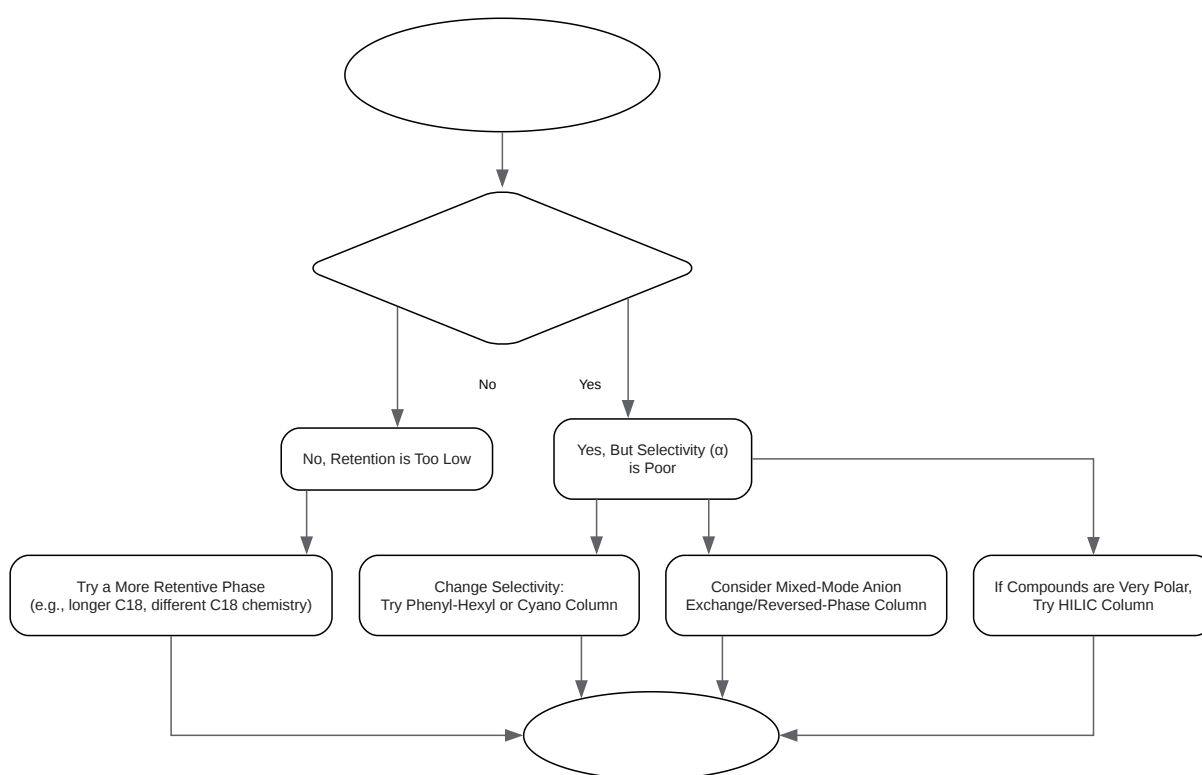 No
Yes
No, Retention is Too Low
Yes, But Selectivity (α)
is Poor
Try a More Retentive Phase
(e.g., longer C18, different C18 chemistry)
Change Selectivity:
Try Phenyl-Hexyl or Cyano Column
Consider Mixed-Mode Anion
Exchange/Reversed-Phase Column
If Compounds are Very Polar,
Try HILIC Column